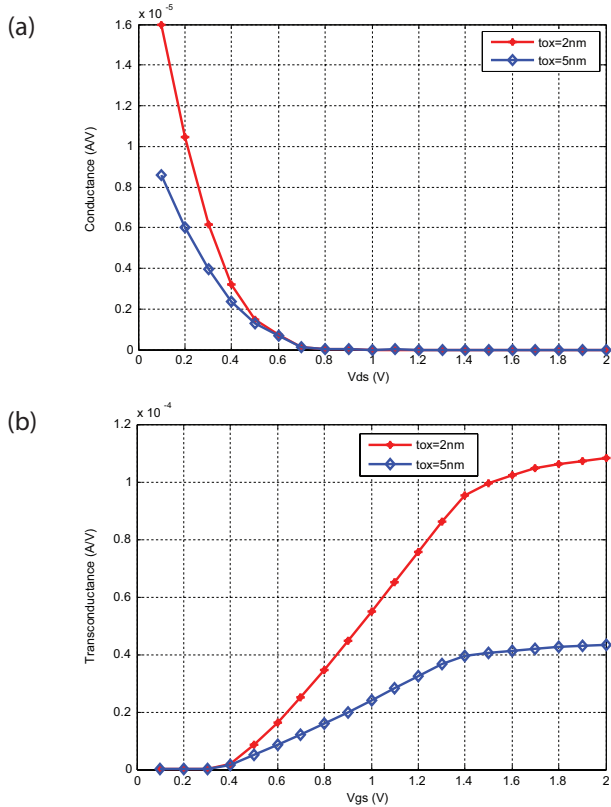 (a)
x 10 -5
1.6
1.4
1.2
1
0.8
0.6
0.4
0.2
0
Conductance (A/V)
tox=2nm
tox=5nm
0 0.2 0.4 0.6 0.8 1 1.2 1.4 1.6 1.8 2
Vds (V)
(b)
x 10 -4
1.2
1
0.8
0.6
0.4
0.2
0
Transconductance (A/V)
tox=2nm
tox=5nm
0 0.2 0.4 0.6 0.8 1 1.2 1.4 1.6 1.8 2
Vgs (V)